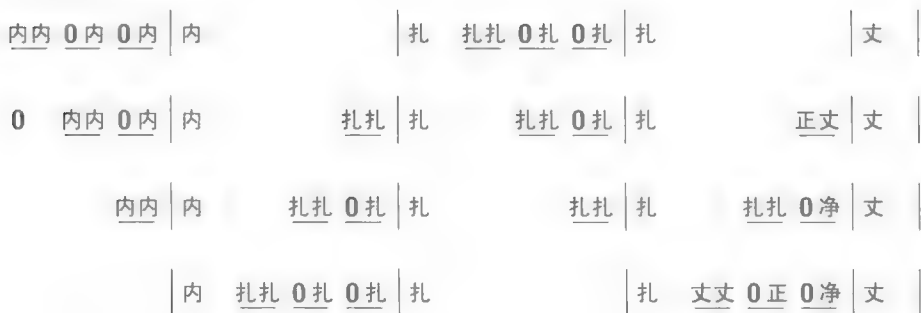 内内 0内 0内 | 内 | 扎 扎扎 0扎 0扎 | 扎 | 丈 |
0 内内 0内 | 内 扎扎 | 扎 扎扎 0扎 | 扎 正丈 | 丈 |
内内 | 内 扎扎 0扎 | 扎 扎扎 | 扎 扎扎 0净 | 丈 |
| 内 扎扎 0扎 0扎 | 扎 | 扎 丈丈 0正 0净 | 丈 |